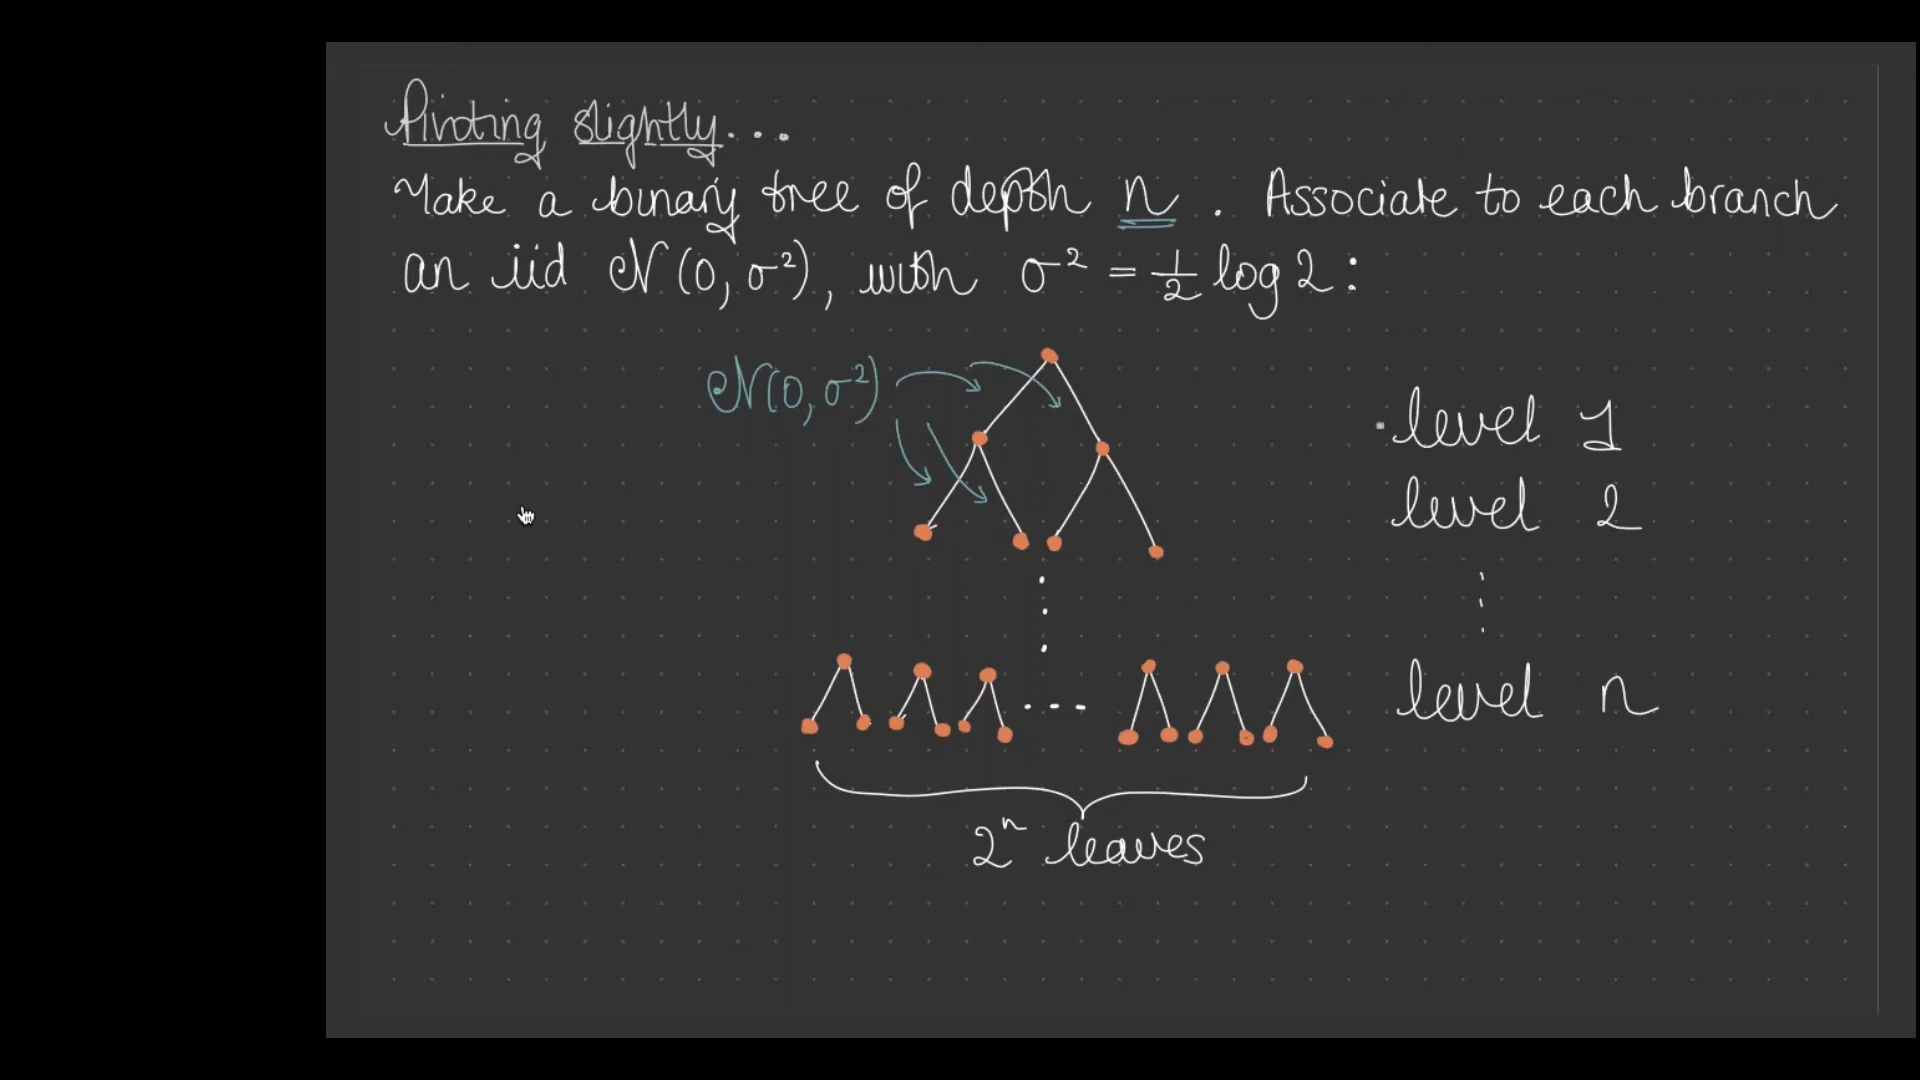 Pivoting slightly...
Take a binary tree of depth n. Associate to each branch
an iid N(0, σ²), with σ² = 1/2 log 2:
N(0, σ²)
level 1
level 2
⋮
level n
...
2ⁿ leaves